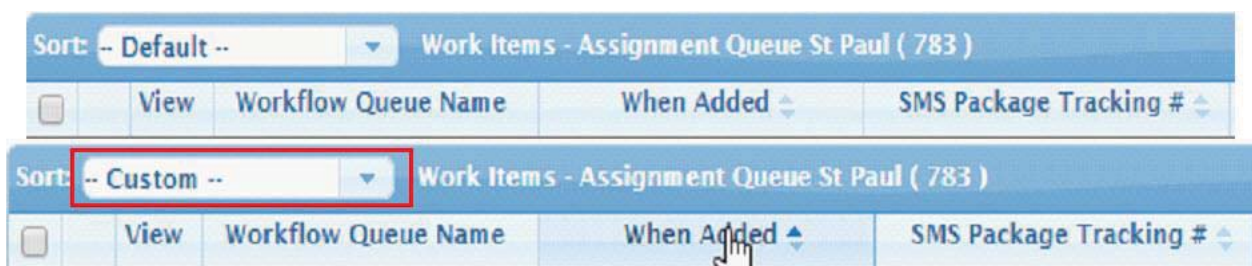 Sort: -- Default -- Work Items - Assignment Queue St Paul ( 783 )
View Workflow Queue Name When Added SMS Package Tracking #
Sort: -- Custom -- Work Items - Assignment Queue St Paul ( 783 )
View Workflow Queue Name When Added SMS Package Tracking #